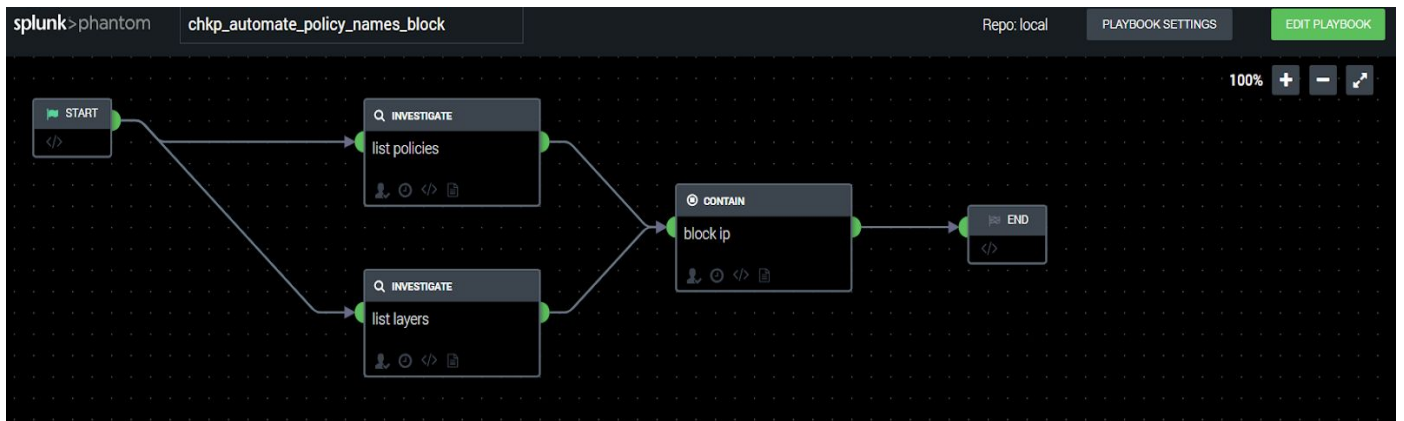 splunk>phantom
chkp_automate_policy_names_block
Repo: local
PLAYBOOK SETTINGS
EDIT PLAYBOOK
100%
START
</>
INVESTIGATE
list policies
</>
INVESTIGATE
list layers
</>
CONTAIN
block ip
</>
END
</>